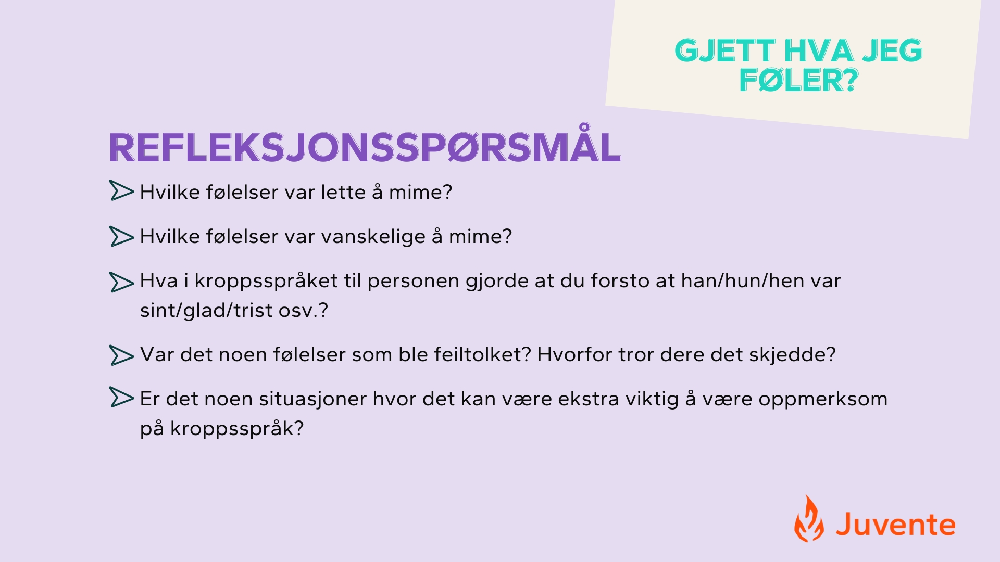 GJETT HVA JEG
FØLER?
REFLEKSJONSSPØRSMÅL
Hvilke følelser var lette å mime?
Hvilke følelser var vanskelige å mime?
Hva i kroppsspråket til personen gjorde at du forsto at han/hun/hen var
sint/glad/trist osv.?
Var det noen følelser som ble feiltolket? Hvorfor tror dere det skjedde?
Er det noen situasjoner hvor det kan være ekstra viktig å være oppmerksom
på kroppsspråk?
Juvente